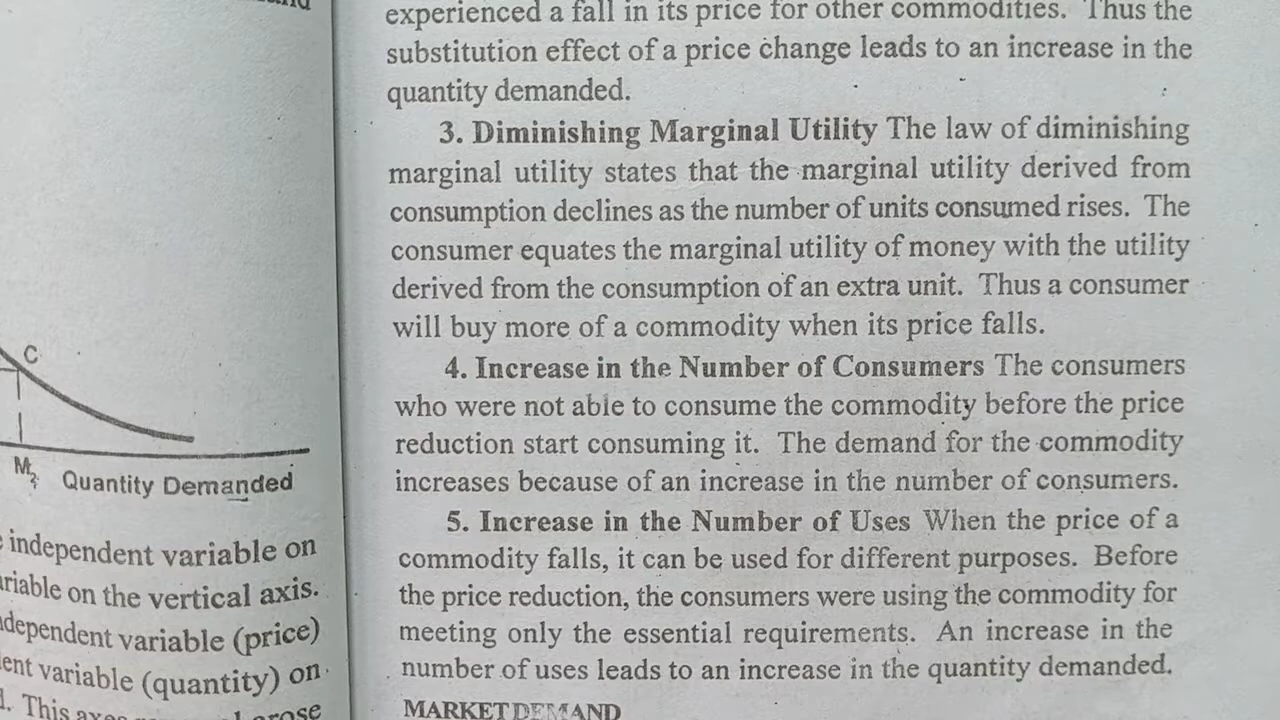 C
M
Quantity Demanded
independent variable on
riable on the vertical axis.
dependent variable (price)
ent variable (quantity) on
This
experienced a fall in its price for other commodities. Thus the
substitution effect of a price change leads to an increase in the
quantity demanded.
3. Diminishing Marginal Utility The law of diminishing
marginal utility states that the marginal utility derived from
consumption declines as the number of units consumed rises. The
consumer equates the marginal utility of money with the utility
derived from the consumption of an extra unit. Thus a consumer
will buy more of a commodity when its price falls.
4. Increase in the Number of Consumers The consumers
who were not able to consume the commodity before the price
reduction start consuming it. The demand for the commodity
increases because of an increase in the number of consumers.
5. Increase in the Number of Uses When the price of a
commodity falls, it can be used for different purposes. Before
the price reduction, the consumers were using the commodity for
meeting only the essential requirements. An increase in the
number of uses leads to an increase in the quantity demanded.
MARKET DEMAND